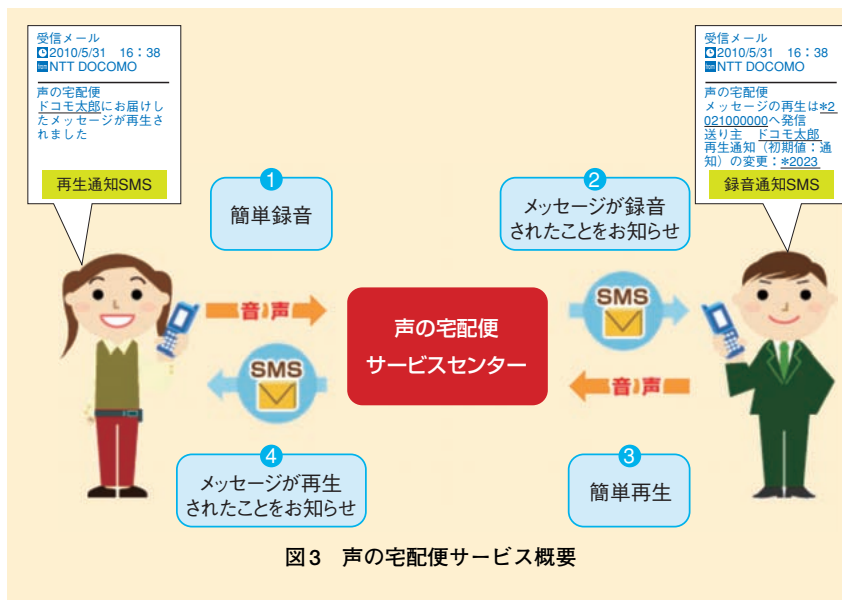 受信メール
2010/5/31 16：38
NTT DOCOMO
声の宅配便
ドコモ太郎にお届けし
たメッセージが再生さ
れました
再生通知SMS
受信メール
2010/5/31 16：38
NTT DOCOMO
声の宅配便
メッセージの再生は*2
021000000へ発信
送り主　ドコモ太郎
再生通知（初期値：通
知）の変更：*2023
録音通知SMS
1
簡単録音
2
メッセージが録音
されたことをお知らせ
音声
SMS
声の宅配便
サービスセンター
SMS
音声
4
メッセージが再生
されたことをお知らせ
3
簡単再生
図3　声の宅配便サービス概要